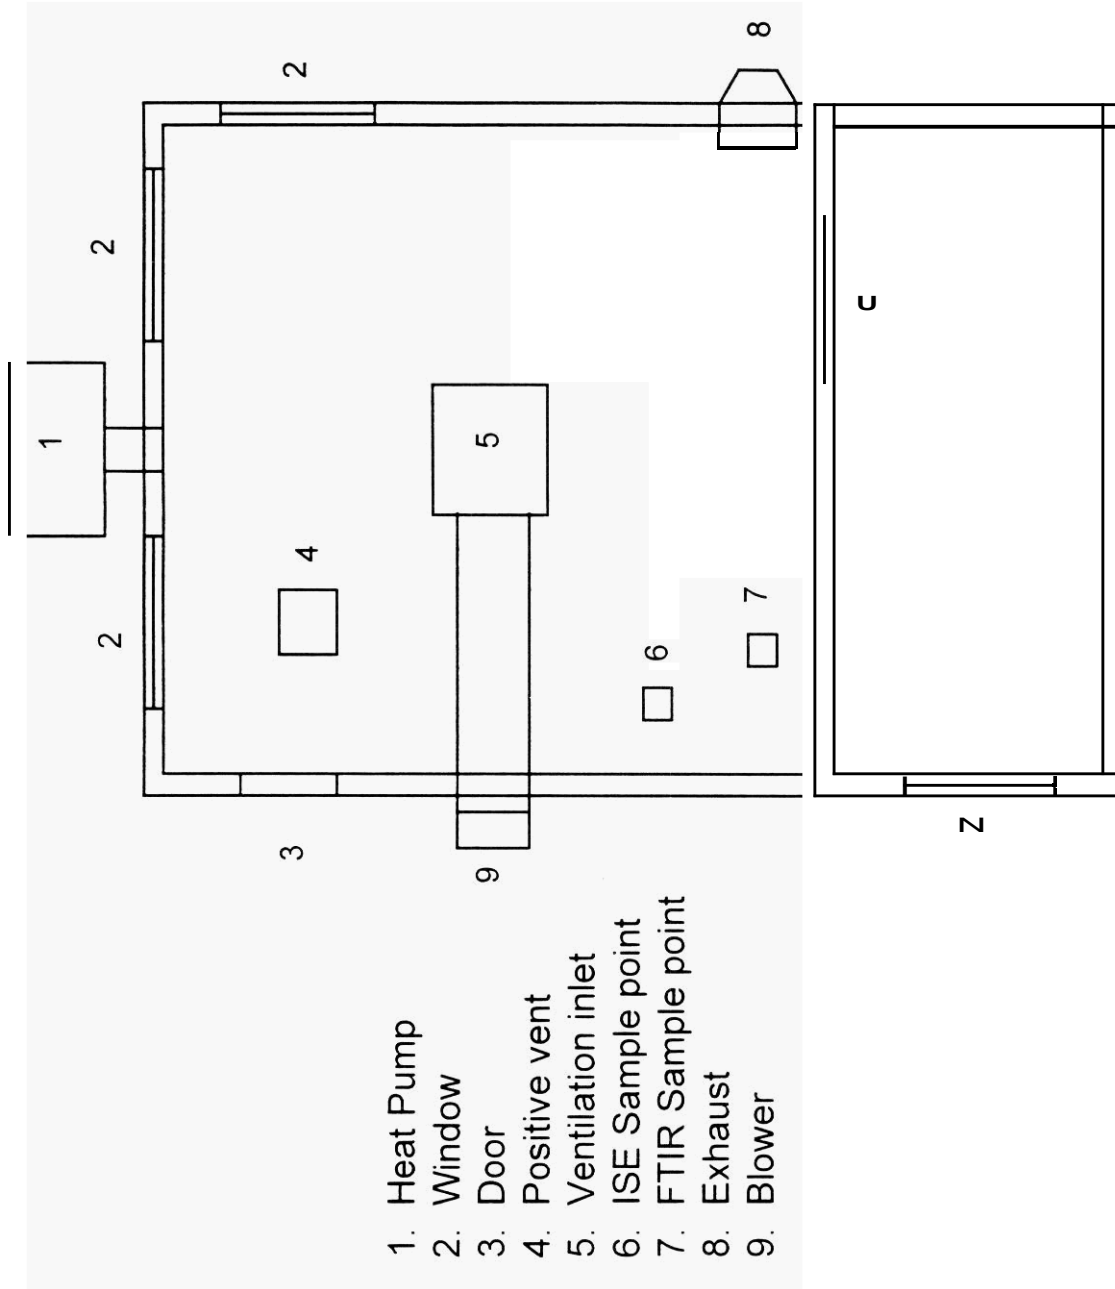 1
2
2
2
3
4
5
6
7
8
9
U
Z
1. Heat Pump
2. Window
3. Door
4. Positive vent
5. Ventilation inlet
6. ISE Sample point
7. FTIR Sample point
8. Exhaust
9. Blower